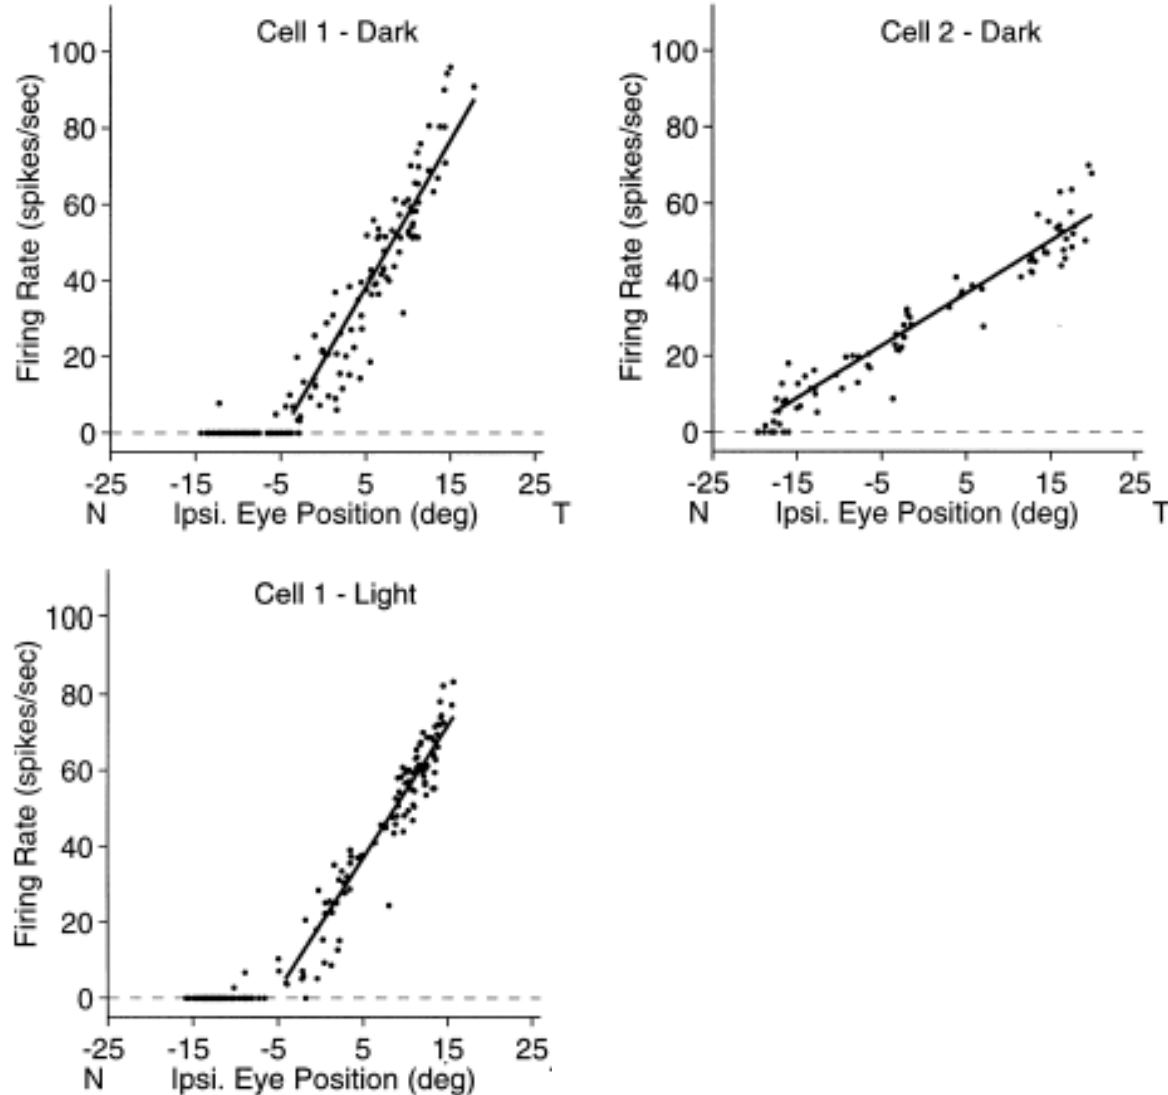 Cell 1 - Dark
Firing Rate (spikes/sec)
100
80
60
40
20
0
-25 -15 -5 5 15 25
N Ipsi. Eye Position (deg) T
Cell 2 - Dark
Firing Rate (spikes/sec)
100
80
60
40
20
0
-25 -15 -5 5 15 25
N Ipsi. Eye Position (deg) T
Cell 1 - Light
Firing Rate (spikes/sec)
100
80
60
40
20
0
-25 -15 -5 5 15 25
N Ipsi. Eye Position (deg)